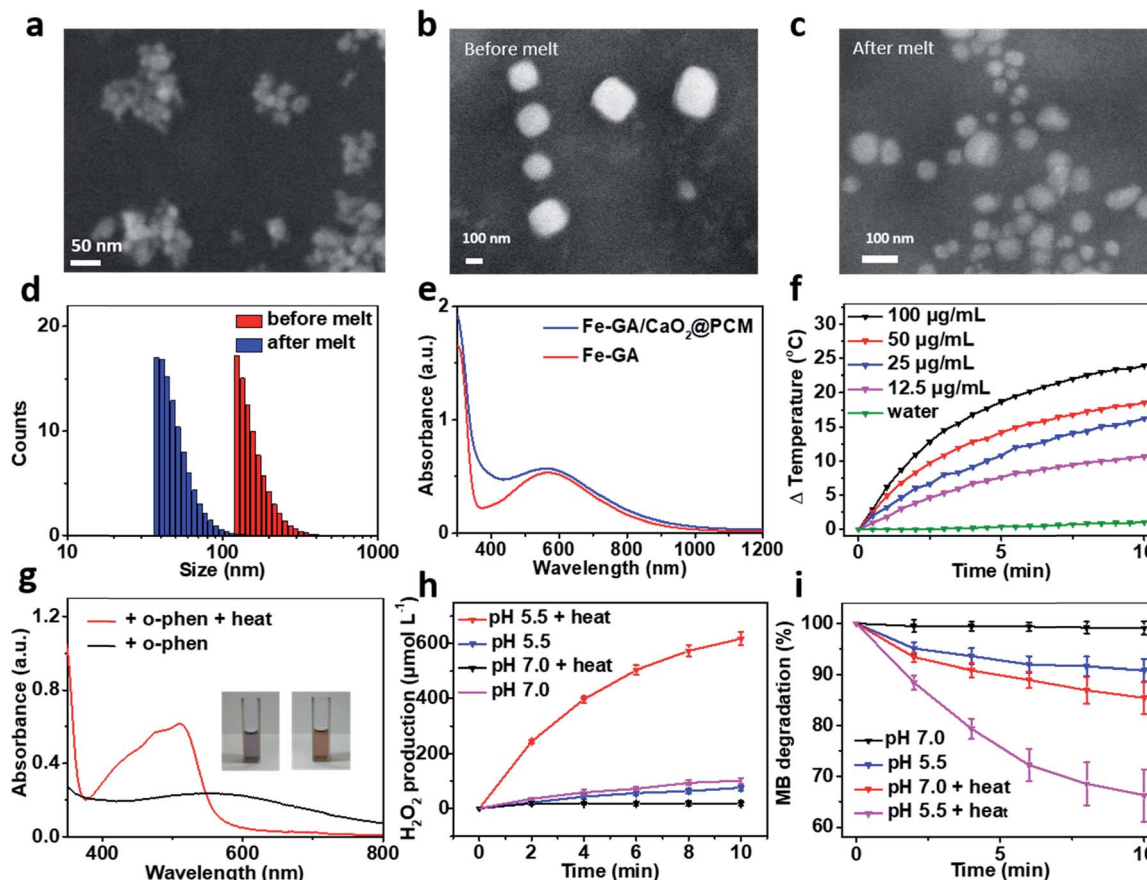 a
50 nm
b
Before melt
100 nm
c
After melt
100 nm
d
Counts
20
10
0
before melt
after melt
10
100
1000
Size (nm)
e
Absorbance (a.u.)
2
1
0
Fe-GA/CaO₂@PCM
Fe-GA
400
600
800
1000
1200
Wavelength (nm)
f
Δ Temperature (°C)
30
25
20
15
10
5
0
100 µg/mL
50 µg/mL
25 µg/mL
12.5 µg/mL
water
0
5
10
Time (min)
g
Absorbance (a.u.)
1.2
0.8
0.4
0.0
+ o-phen + heat
+ o-phen
400
600
800
Wavelength (nm)
h
H₂O₂ production (µmol L⁻¹)
600
400
200
0
pH 5.5 + heat
pH 5.5
pH 7.0 + heat
pH 7.0
0
2
4
6
8
10
Time (min)
i
MB degradation (%)
100
90
80
70
60
pH 7.0
pH 5.5
pH 7.0 + heat
pH 5.5 + heat
0
5
10
Time (min)